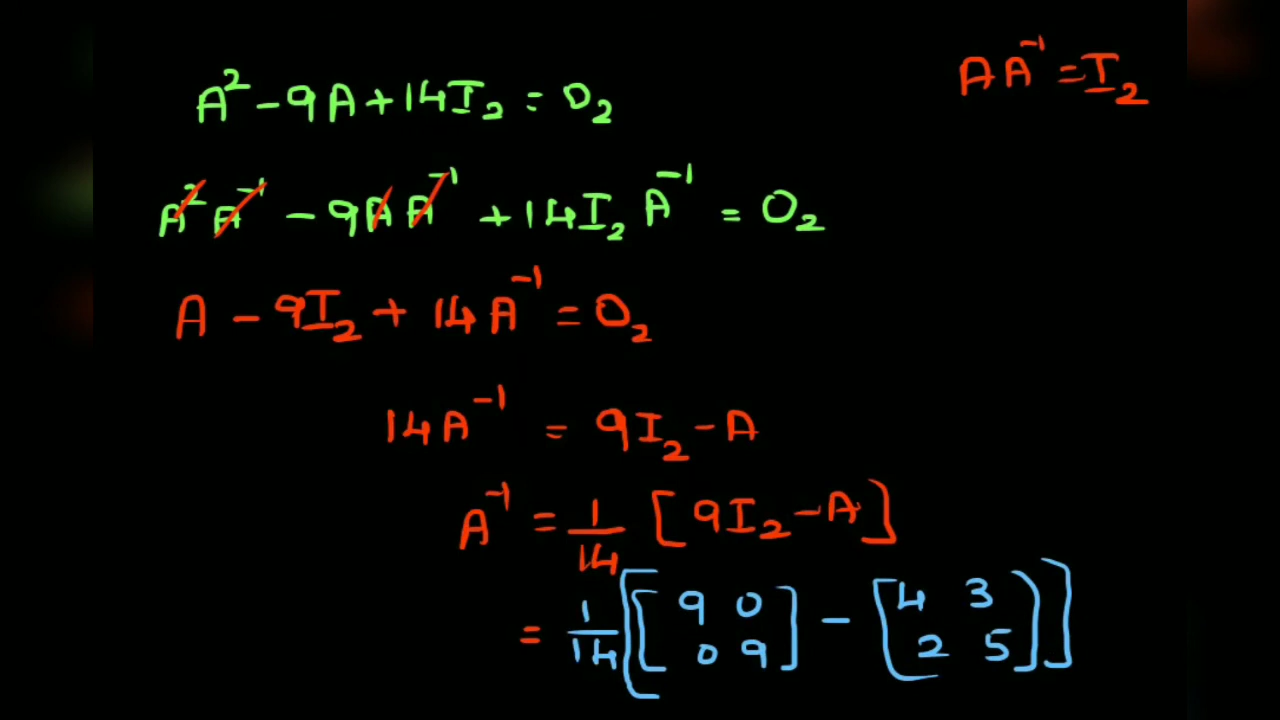 A² - 9A + 14I₂ = O₂
AA⁻¹ = I₂
A²A⁻¹ - 9AA⁻¹ + 14I₂A⁻¹ = O₂
A - 9I₂ + 14A⁻¹ = O₂
14A⁻¹ = 9I₂ - A
A⁻¹ = 1/14 [9I₂ - A]
= 1/14 [[9 0
0 9] - [4 3
2 5]]